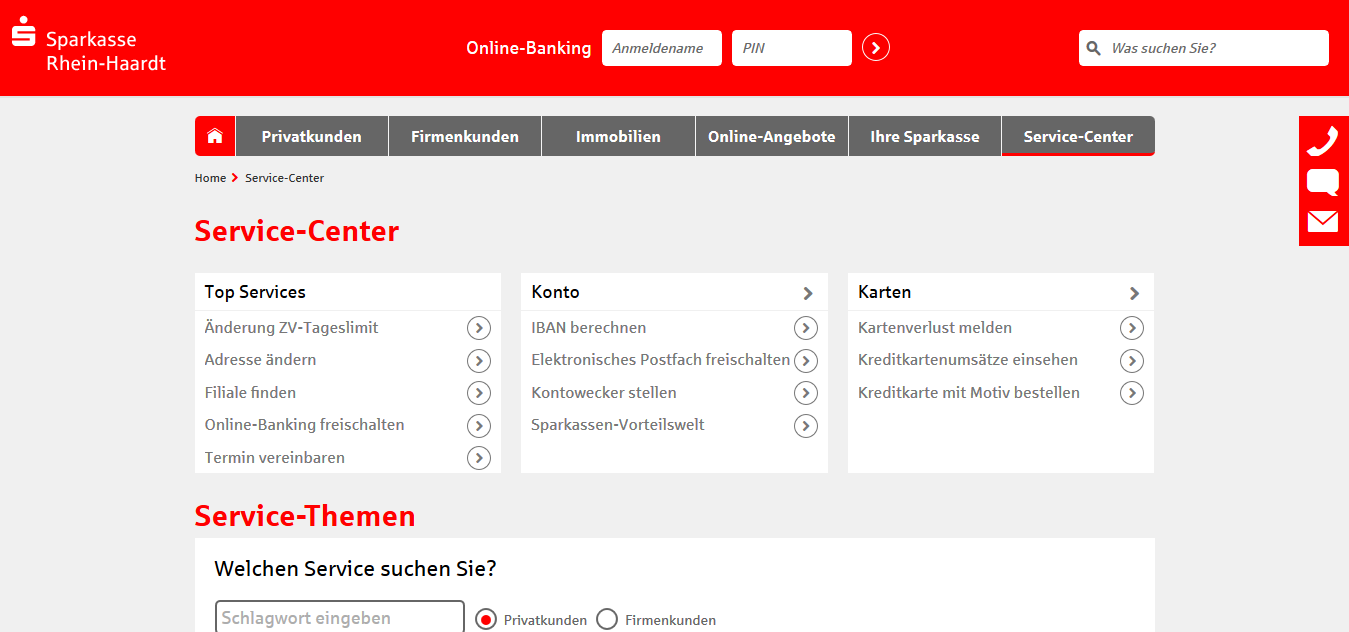 Sparkasse
Rhein-Haardt
Online-Banking Anmeldename PIN
Was suchen Sie?
Privatkunden Firmenkunden Immobilien Online-Angebote Ihre Sparkasse Service-Center
Home Service-Center
Service-Center
Top Services
Änderung ZV-Tageslimit
Adresse ändern
Filiale finden
Online-Banking freischalten
Termin vereinbaren
Konto
IBAN berechnen
Elektronisches Postfach freischalten
Kontowecker stellen
Sparkassen-Vorteilswelt
Karten
Kartenverlust melden
Kreditkartenumsätze einsehen
Kreditkarte mit Motiv bestellen
Service-Themen
Welchen Service suchen Sie?
Schlagwort eingeben Privatkunden Firmenkunden